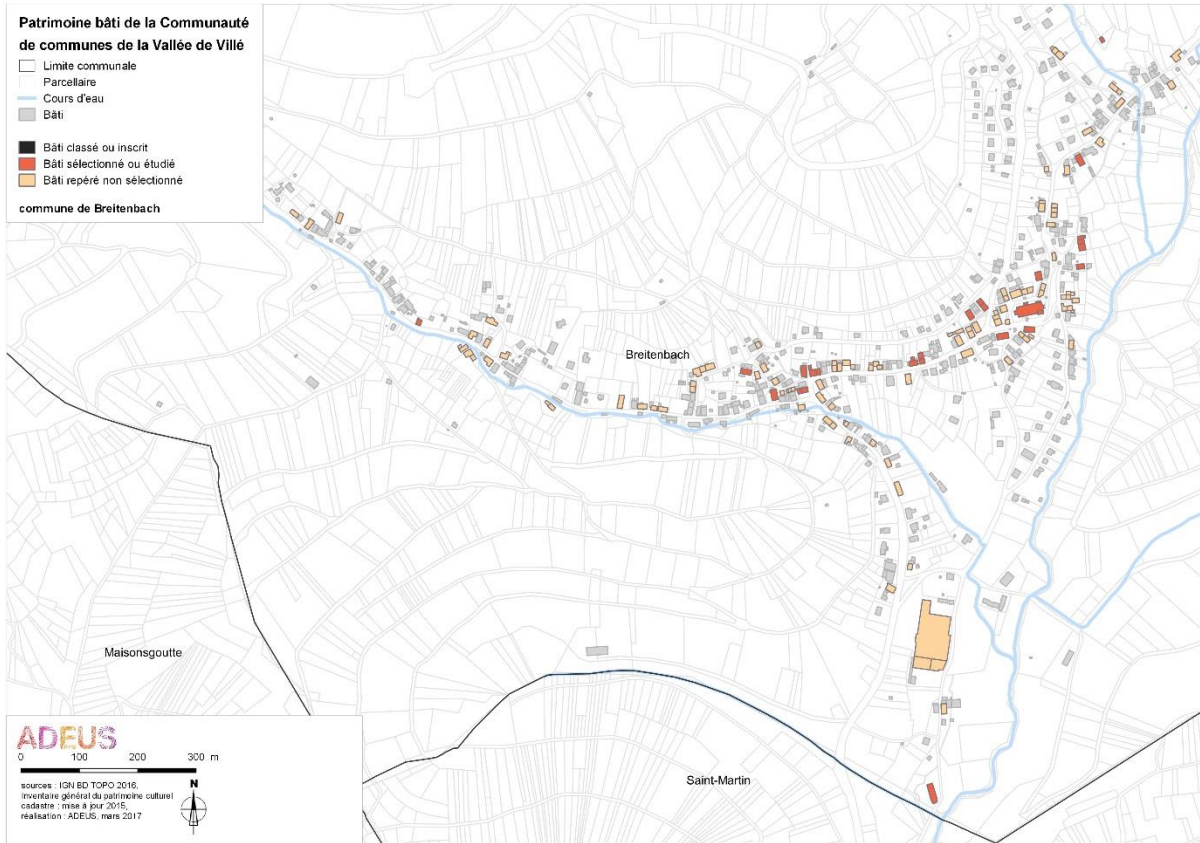 Patrimoine bâti de la Communauté
de communes de la Vallée de Villé
Limite communale
Parcellaire
Cours d'eau
Bâti
Bâti classé ou inscrit
Bâti sélectionné ou étudié
Bâti repéré non sélectionné
commune de Breitenbach
Breitenbach
Maisonsgoutte
Saint-Martin
ADEUS
0 100 200 300 m
sources : IGN BD TOPO 2016,
Inventaire général du patrimoine culturel
cadastre : mise à jour 2015,
réalisation : ADEUS, mars 2017
N